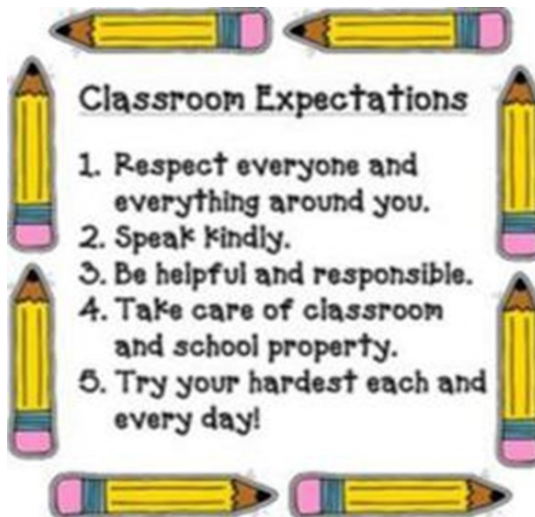 Classroom Expectations
1. Respect everyone and
everything around you.
2. Speak kindly.
3. Be helpful and responsible.
4. Take care of classroom
and school property.
5. Try your hardest each and
every day!